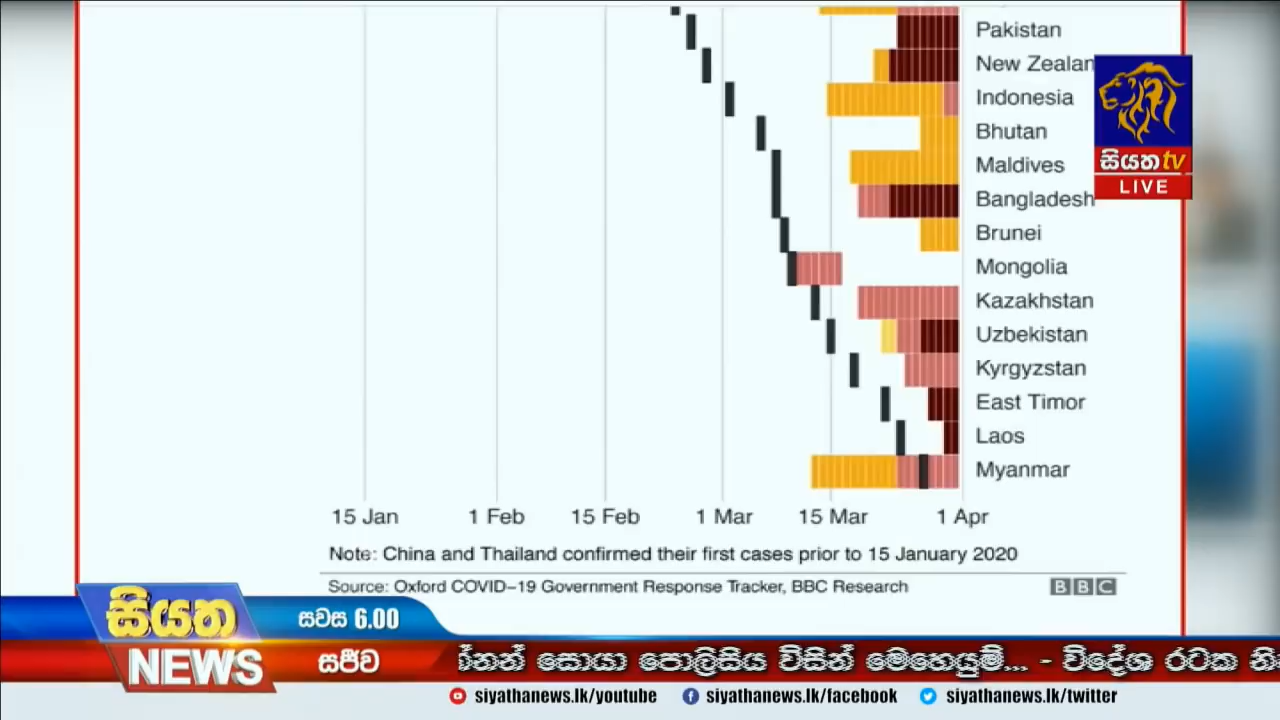 Pakistan
New Zealan
Indonesia
Bhutan
Maldives
Bangladesh
Brunei
Mongolia
Kazakhstan
Uzbekistan
Kyrgyzstan
East Timor
Laos
Myanmar
සියත tv
LIVE
15 Jan 1 Feb 15 Feb 1 Mar 15 Mar 1 Apr
Note: China and Thailand confirmed their first cases prior to 15 January 2020
Source: Oxford COVID–19 Government Response Tracker, BBC Research
BBC
සියත
NEWS
සවස 6.00
සජීව
සොයා පොලිසිය විසින් මෙහෙයුම්... - විදේශ රටක
siyathanews.lk/youtube siyathanews.lk/facebook siyathanews.lk/twitter